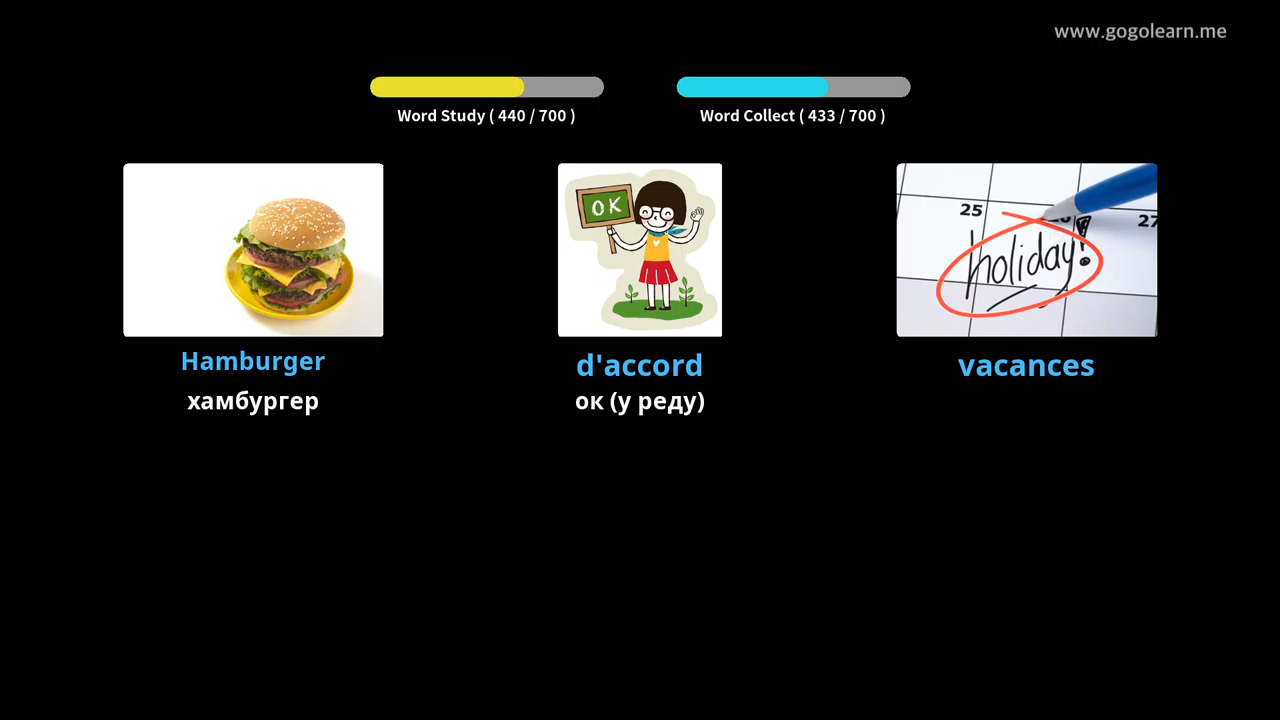 www.gogolearn.me
Word Study ( 440 / 700 )
Word Collect ( 433 / 700 )
OK
25
27
holiday!
Hamburger
d'accord
vacances
хамбургер
ок (у реду)